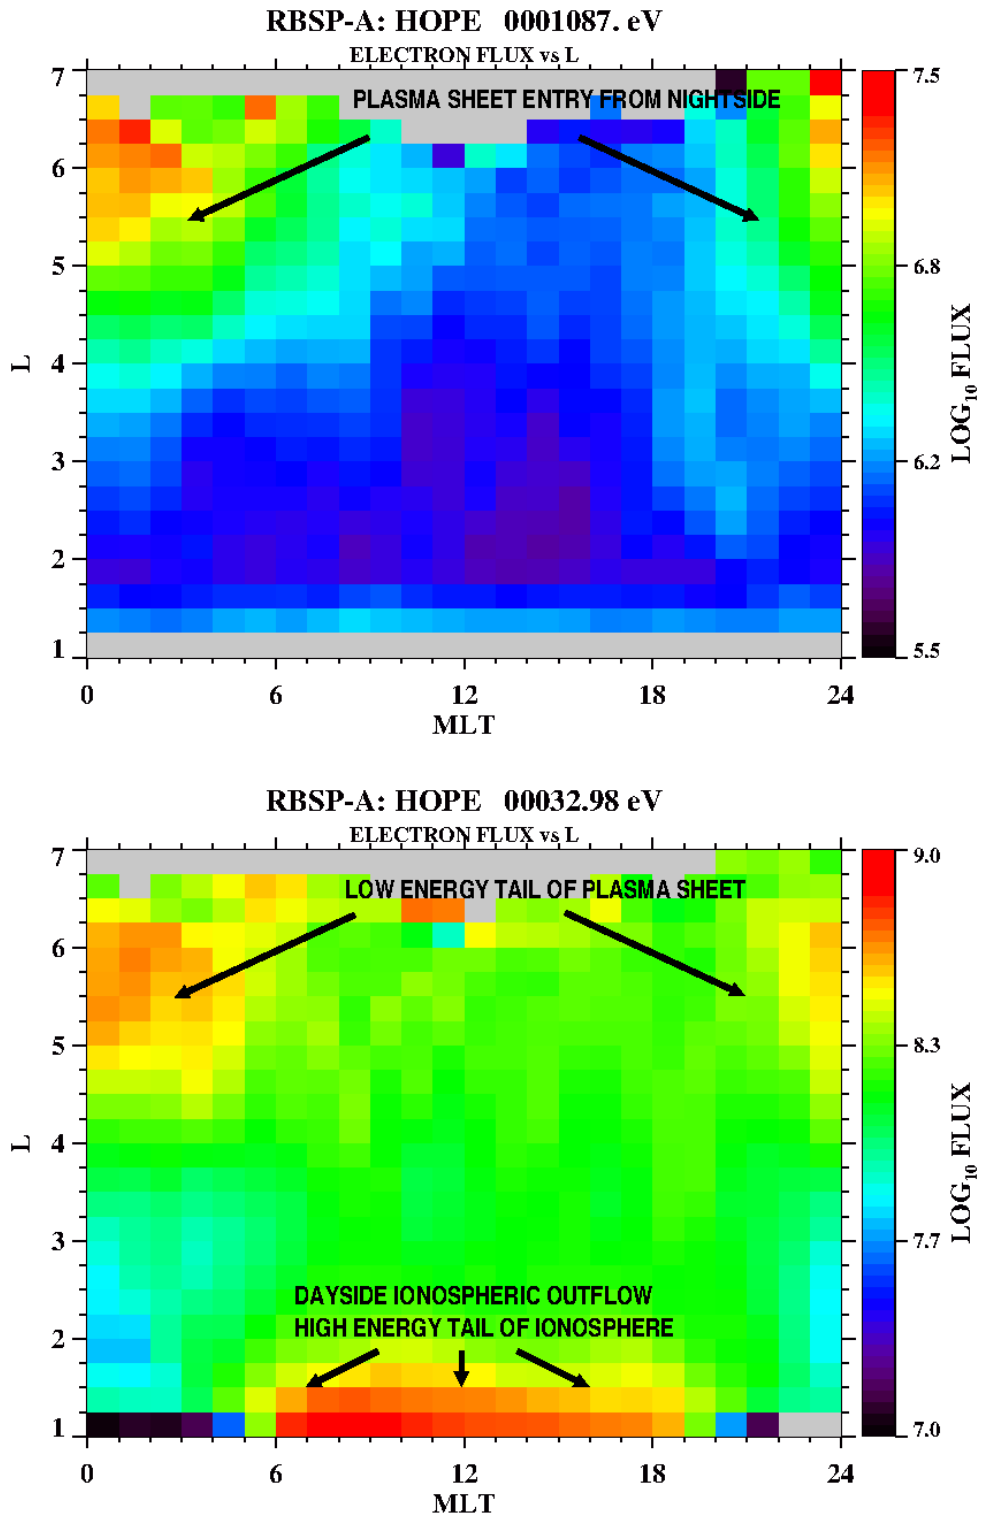 RBSP-A: HOPE 0001087. eV
ELECTRON FLUX vs L
PLASMA SHEET ENTRY FROM NIGHTSIDE
7
6
5
4
3
2
1
L
0 6 12 18 24
MLT
7.5
6.8
6.2
5.5
LOG10 FLUX
RBSP-A: HOPE 00032.98 eV
ELECTRON FLUX vs L
LOW ENERGY TAIL OF PLASMA SHEET
7
6
5
4
3
2
1
L
DAYSIDE IONOSPHERIC OUTFLOW
HIGH ENERGY TAIL OF IONOSPHERE
0 6 12 18 24
MLT
9.0
8.3
7.7
7.0
LOG10 FLUX